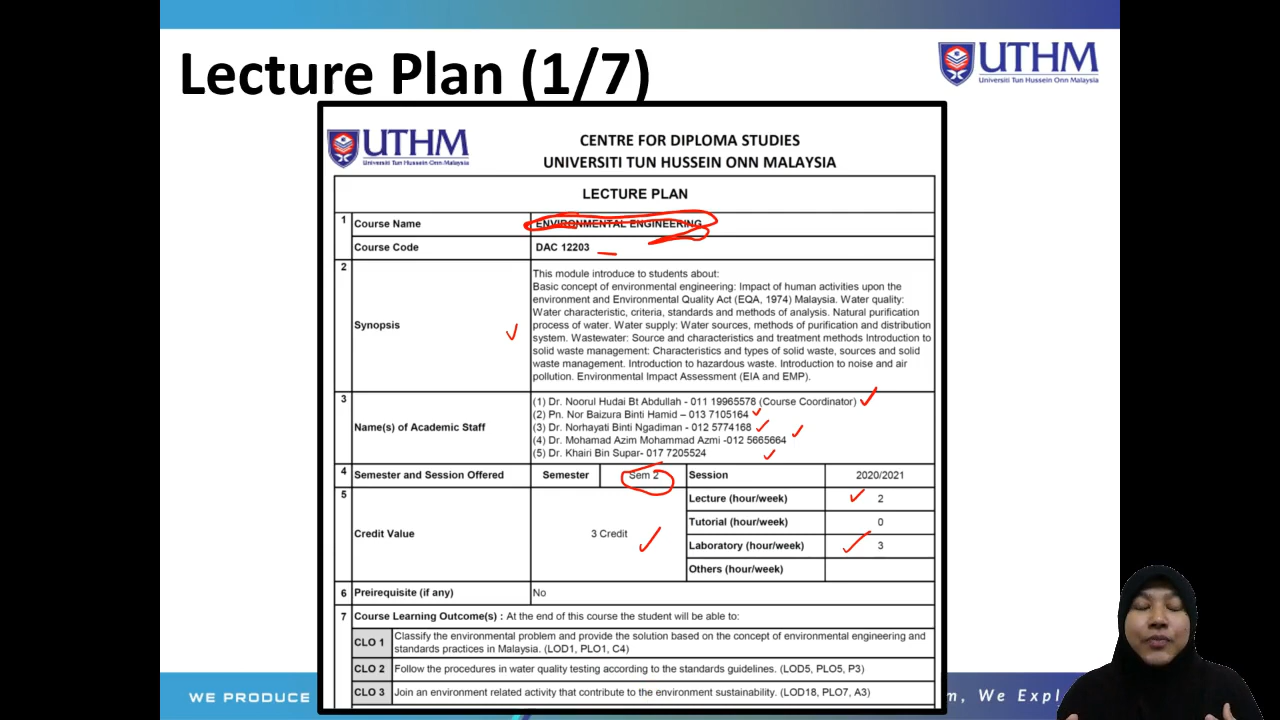 Lecture Plan (1/7)
UTHM
Universiti Tun Hussein Onn Malaysia
UTHM
Universiti Tun Hussein Onn Malaysia
CENTRE FOR DIPLOMA STUDIES
UNIVERSITI TUN HUSSEIN ONN MALAYSIA
LECTURE PLAN
1 Course Name ENVIRONMENTAL ENGINEERING
Course Code DAC 12203
2 Synopsis
This module introduce to students about:
Basic concept of environmental engineering: Impact of human activities upon the
environment and Environmental Quality Act (EQA, 1974) Malaysia. Water quality:
Water characteristic, criteria, standards and methods of analysis. Natural purification
process of water. Water supply: Water sources, methods of purification and distribution
system. Wastewater: Source and characteristics and treatment methods Introduction to
solid waste management: Characteristics and types of solid waste, sources and solid
waste management. Introduction to hazardous waste. Introduction to noise and air
pollution. Environmental Impact Assessment (EIA and EMP).
3 Name(s) of Academic Staff
(1) Dr. Noorul Hudai Bt Abdullah - 011 19965578 (Course Coordinator)
(2) Pn. Nor Baizura Binti Hamid – 013 7105164
(3) Dr. Norhayati Binti Ngadiman - 012 5774168
(4) Dr. Mohamad Azim Mohammad Azmi -012 5665664
(5) Dr. Khairi Bin Supar- 017 7205524
4 Semester and Session Offered Semester Sem 2 Session 2020/2021
5 Credit Value 3 Credit
Lecture (hour/week) 2
Tutorial (hour/week) 0
Laboratory (hour/week) 3
Others (hour/week)
6 Preirequisite (if any) No
7 Course Learning Outcome(s) : At the end of this course the student will be able to:
CLO 1 Classify the environmental problem and provide the solution based on the concept of environmental engineering and
standards practices in Malaysia. (LOD1, PLO1, C4)
CLO 2 Follow the procedures in water quality testing according to the standards guidelines. (LOD5, PLO5, P3)
CLO 3 Join an environment related activity that contribute to the environment sustainability. (LOD18, PLO7, A3)
WE PRODUCE
We Expl